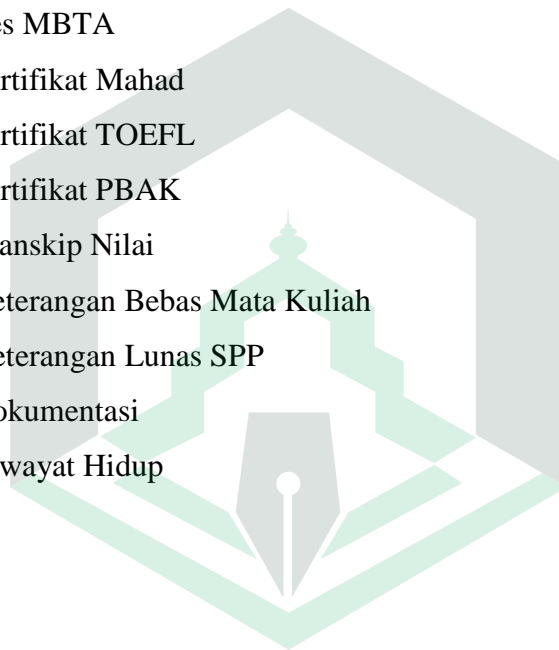 es MBTA
rtifikat Mahad
rtifikat TOEFL
rtifikat PBAK
anskip Nilai
eterangan Bebas Mata Kuliah
eterangan Lunas SPP
okumentasi
wayat Hidup